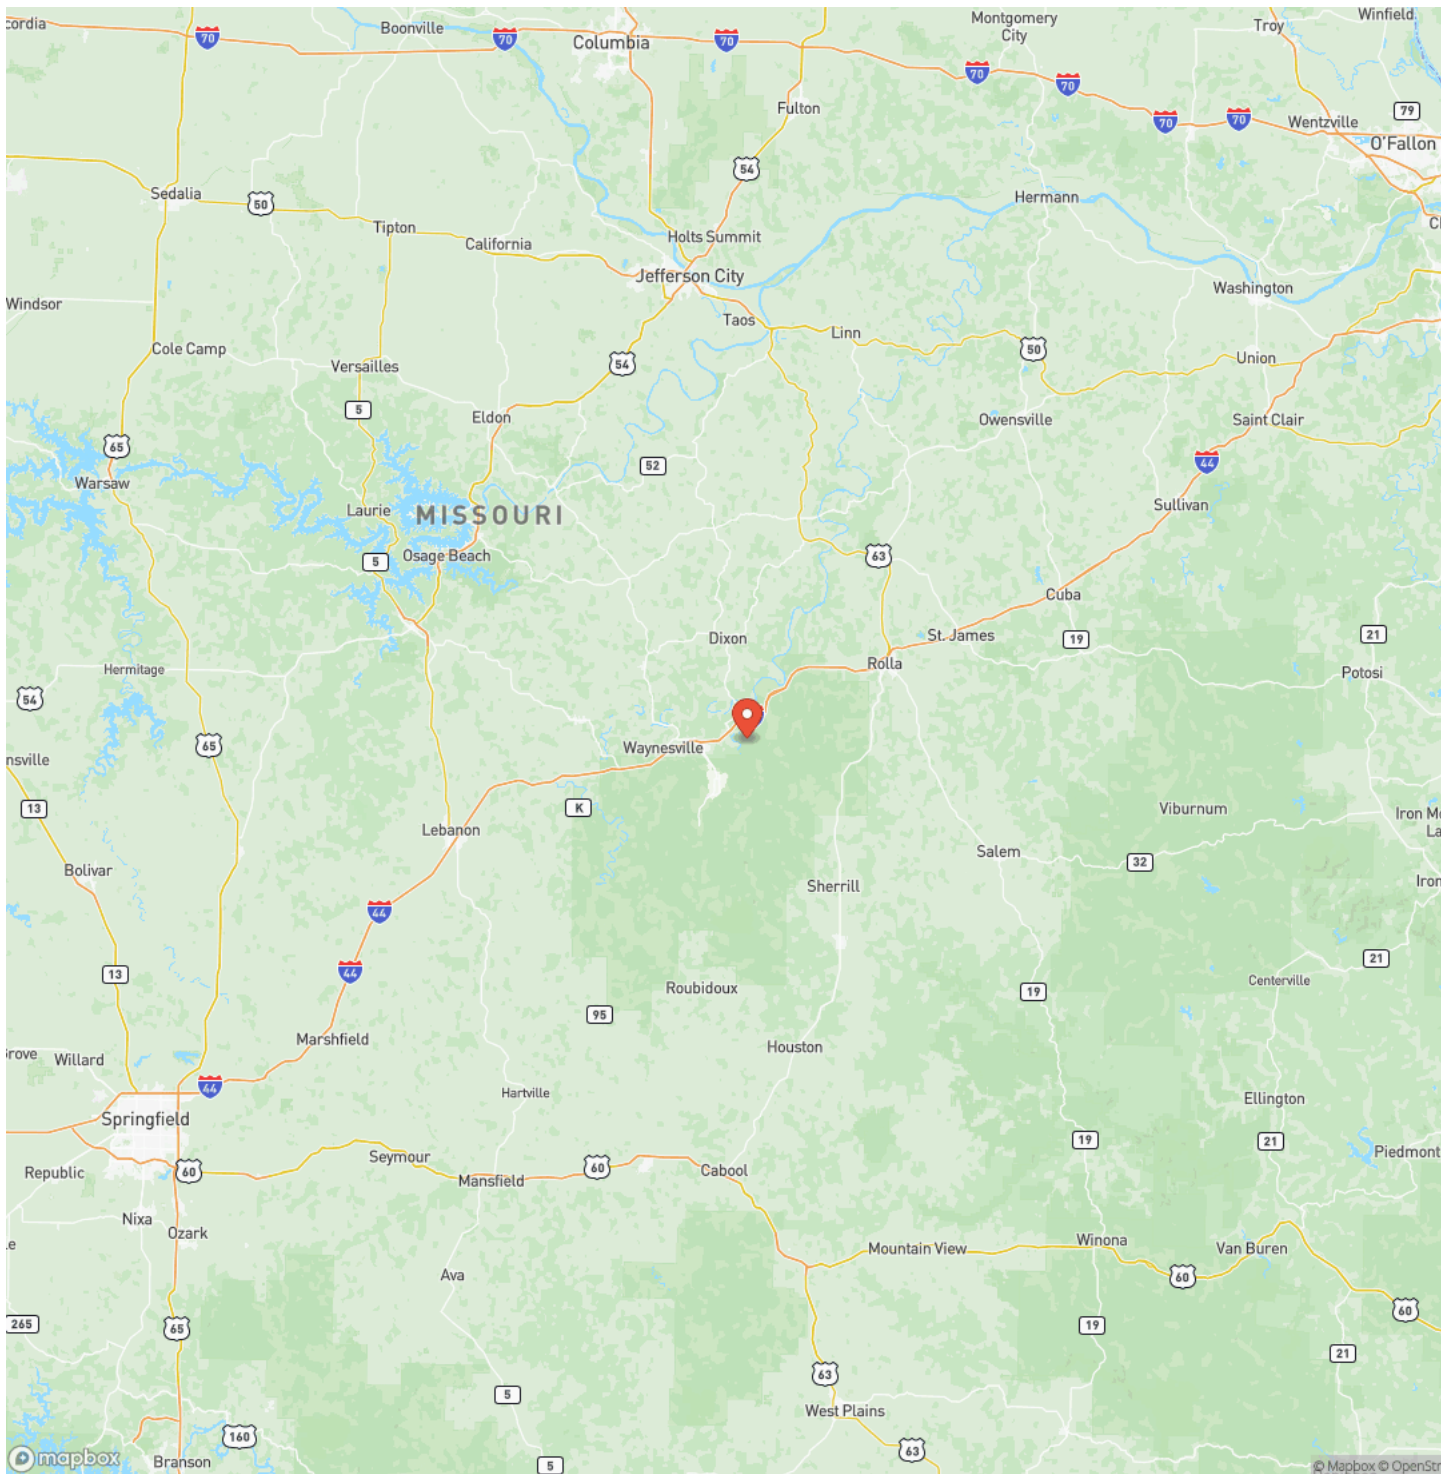 cordia
70
Boonville
70
Columbia
70
Montgomery
City
70
70
Troy
Winfield
79
Fulton
70
70
Wentzville
O'Fallon
54
Sedalia
50
Tipton
California
Holts Summit
Hermann
Jefferson City
Windsor
Washington
Taos
Linn
50
Cole Camp
Versailles
54
Union
5
Eldon
Owensville
Saint Clair
65
52
44
Warsaw
Laurie
MISSOURI
Sullivan
5
Osage Beach
63
Cuba
Dixon
St. James
19
21
Hermitage
Rolla
Potosi
54
65
Waynesville
nsville
13
K
Viburnum
Iron Mo
La
Lebanon
Salem
32
Bolivar
Sherrill
Iron
44
44
13
21
Roubidoux
19
Centerville
95
Marshfield
Houston
rove
Willard
44
Hartville
Ellington
Springfield
19
21
Piedmont
Republic
60
Seymour
Mansfield
60
Cabool
Nixa
Ozark
le
Mountain View
Winona
Van Buren
Ava
60
265
65
19
60
21
5
63
West Plains
160
63
mapbox
Branson
5
© Mapbox © OpenStr